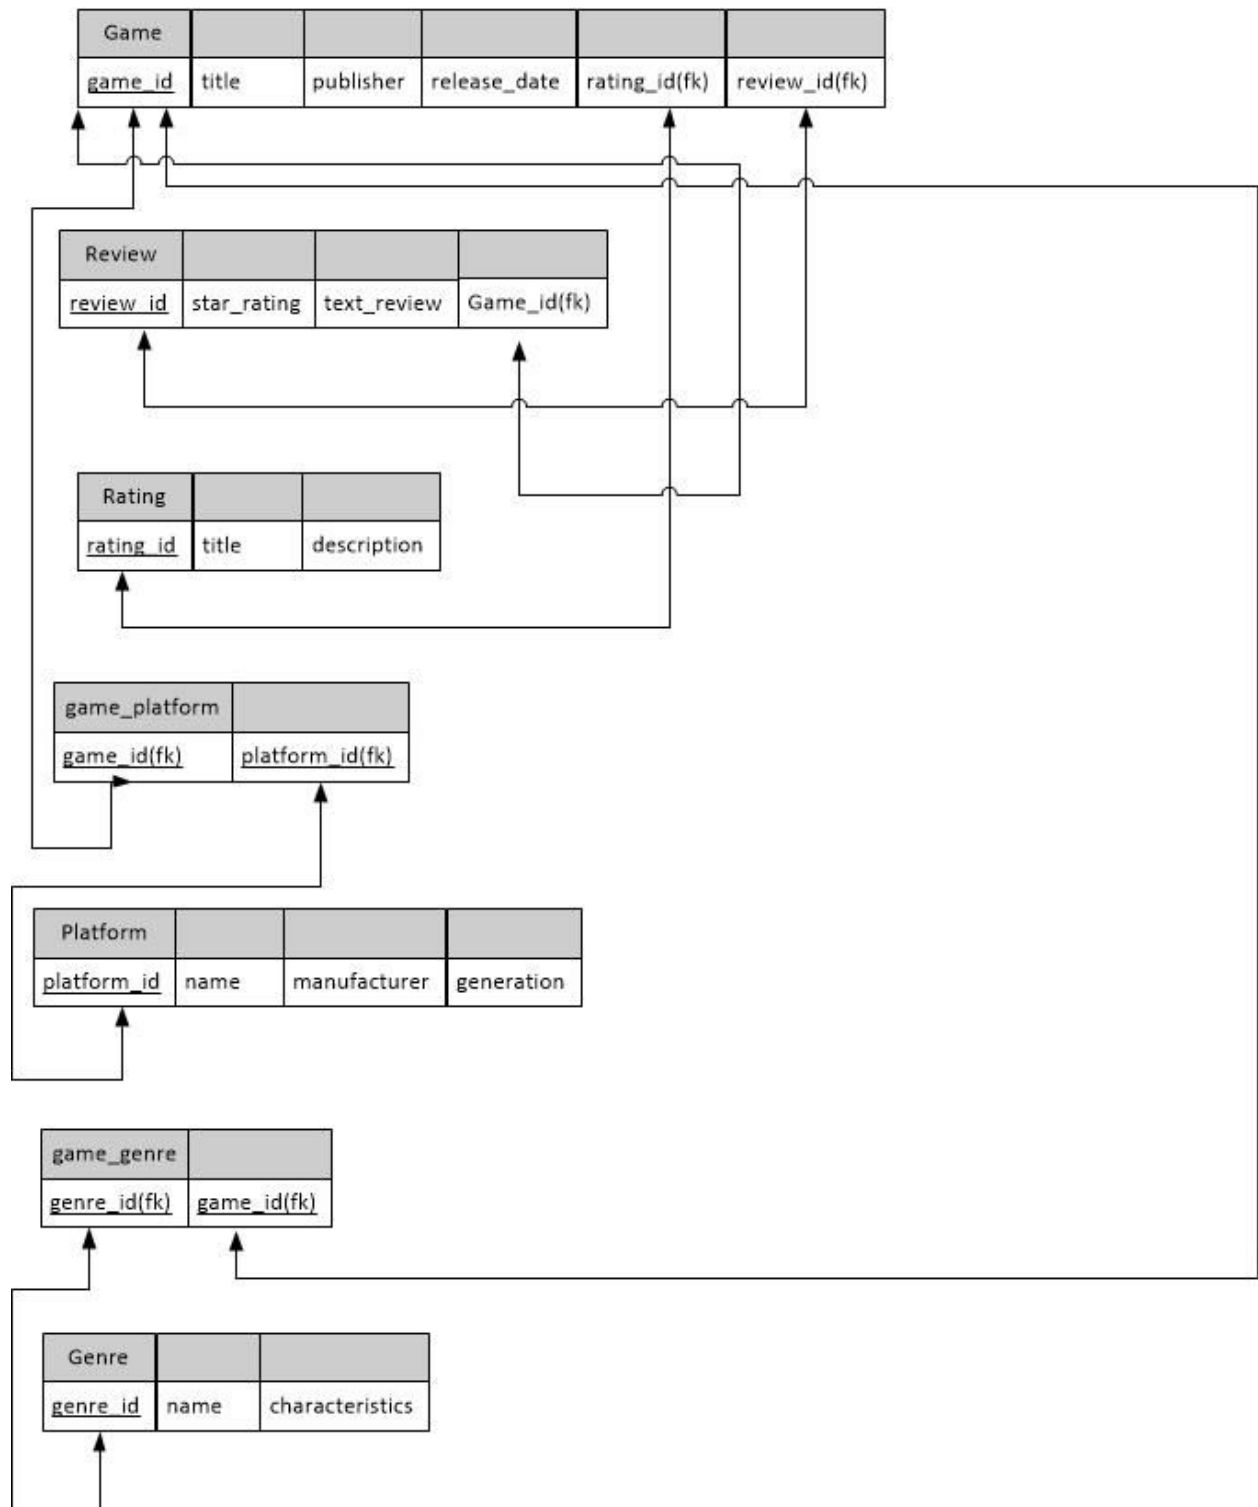 Game
game_id title publisher release_date rating_id(fk) review_id(fk)
Review
review_id star_rating text_review Game_id(fk)
Rating
rating_id title description
game_platform
game_id(fk) platform_id(fk)
Platform
platform_id name manufacturer generation
game_genre
genre_id(fk) game_id(fk)
Genre
genre_id name characteristics